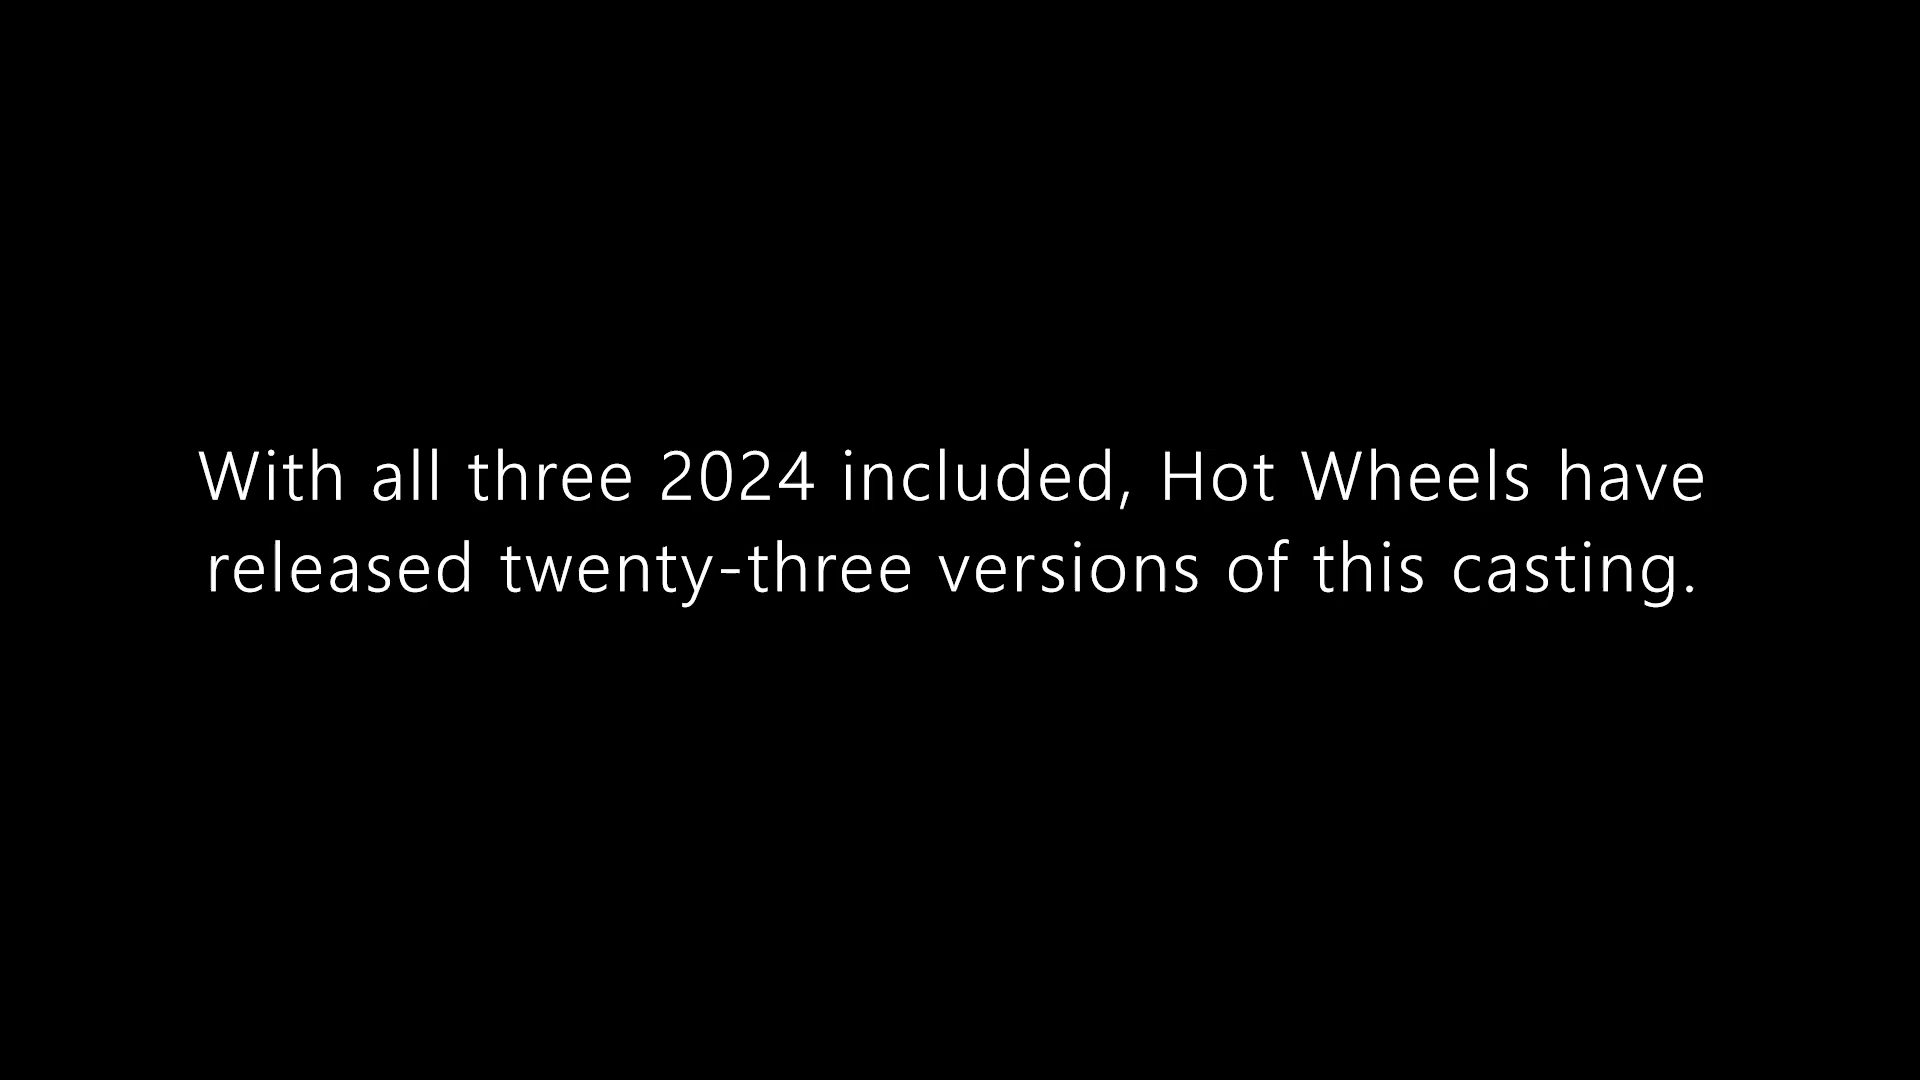 With all three 2024 included, Hot Wheels have
released twenty-three versions of this casting.